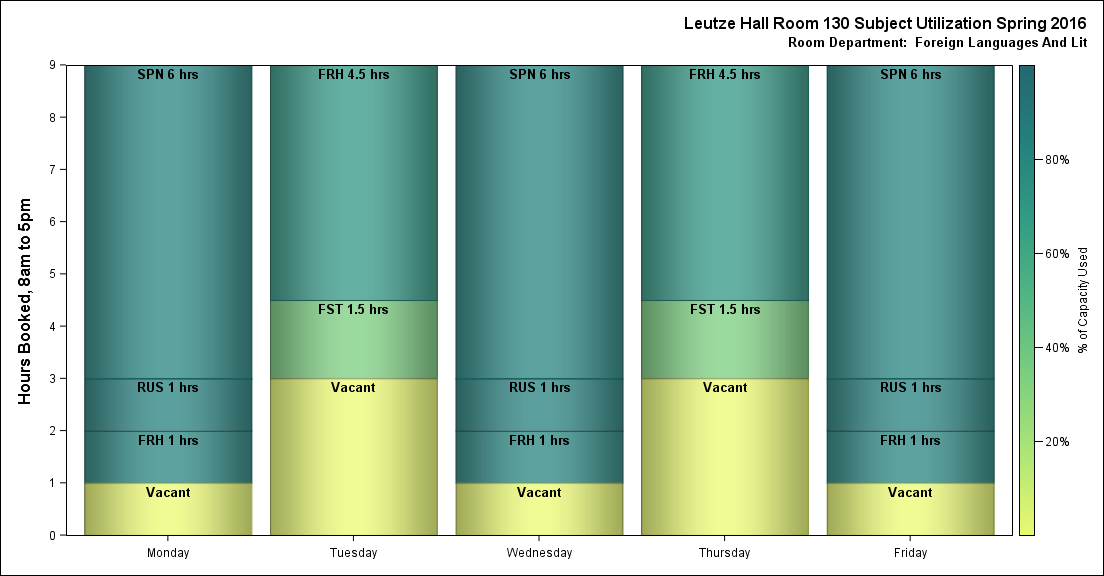 Leutze Hall Room 130 Subject Utilization Spring 2016
Room Department: Foreign Languages And Lit
Hours Booked, 8am to 5pm
9
8
7
6
5
4
3
2
1
0
SPN 6 hrs
RUS 1 hrs
FRH 1 hrs
Vacant
Monday
FRH 4.5 hrs
FST 1.5 hrs
Vacant
Tuesday
SPN 6 hrs
RUS 1 hrs
FRH 1 hrs
Vacant
Wednesday
FRH 4.5 hrs
FST 1.5 hrs
Vacant
Thursday
SPN 6 hrs
RUS 1 hrs
FRH 1 hrs
Vacant
Friday
80%
60%
40%
20%
% of Capacity Used